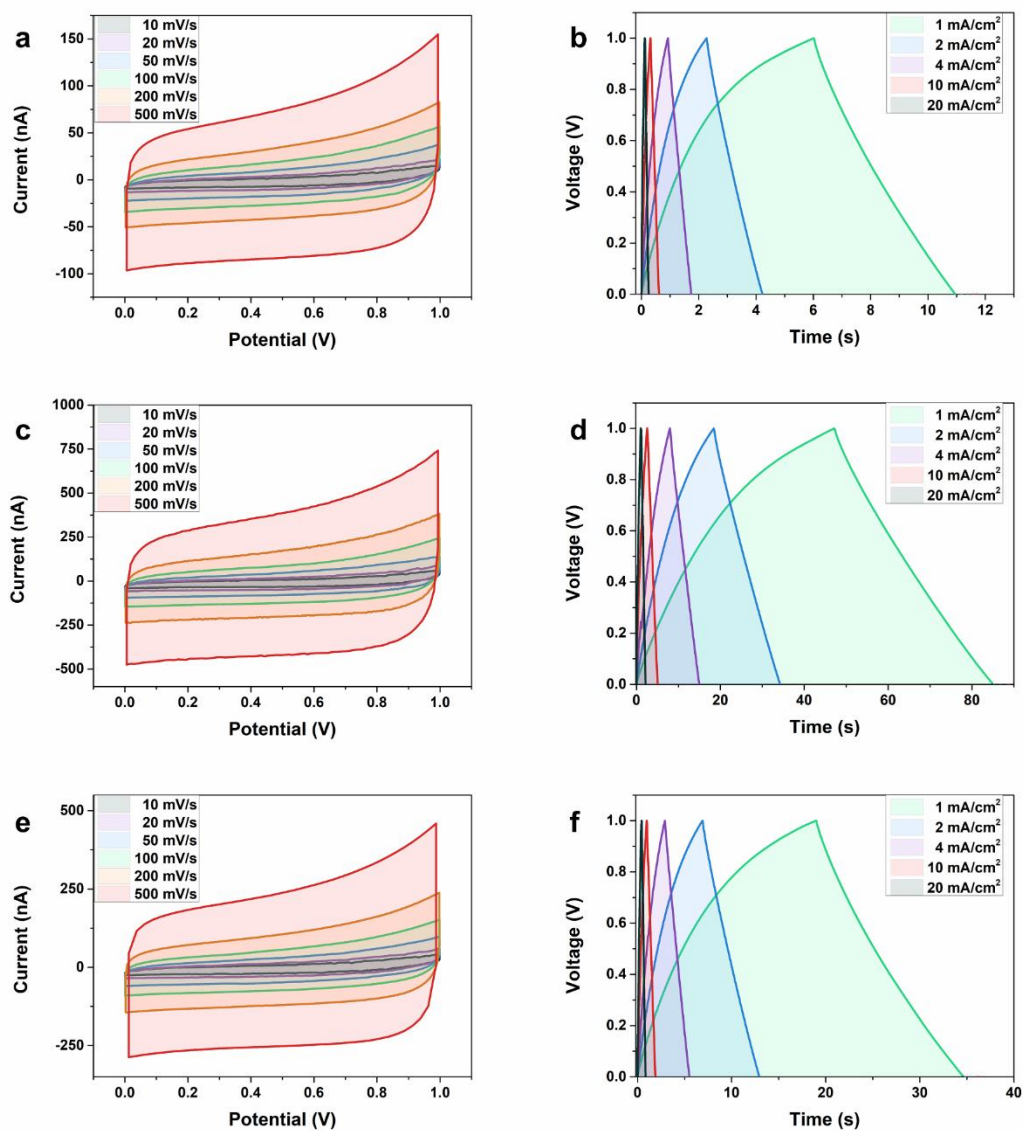 a
10 mV/s
20 mV/s
50 mV/s
100 mV/s
200 mV/s
500 mV/s
150
100
50
0
-50
-100
Current (nA)
0.0 0.2 0.4 0.6 0.8 1.0
Potential (V)
b
1 mA/cm²
2 mA/cm²
4 mA/cm²
10 mA/cm²
20 mA/cm²
1.0
0.8
0.6
0.4
0.2
0.0
Voltage (V)
0 2 4 6 8 10 12
Time (s)
c
10 mV/s
20 mV/s
50 mV/s
100 mV/s
200 mV/s
500 mV/s
1000
750
500
250
0
-250
-500
Current (nA)
0.0 0.2 0.4 0.6 0.8 1.0
Potential (V)
d
1 mA/cm²
2 mA/cm²
4 mA/cm²
10 mA/cm²
20 mA/cm²
1.0
0.8
0.6
0.4
0.2
0.0
Voltage (V)
0 20 40 60 80
Time (s)
e
10 mV/s
20 mV/s
50 mV/s
100 mV/s
200 mV/s
500 mV/s
500
250
0
-250
Current (nA)
0.0 0.2 0.4 0.6 0.8 1.0
Potential (V)
f
1 mA/cm²
2 mA/cm²
4 mA/cm²
10 mA/cm²
20 mA/cm²
1.0
0.8
0.6
0.4
0.2
0.0
Voltage (V)
0 10 20 30 40
Time (s)